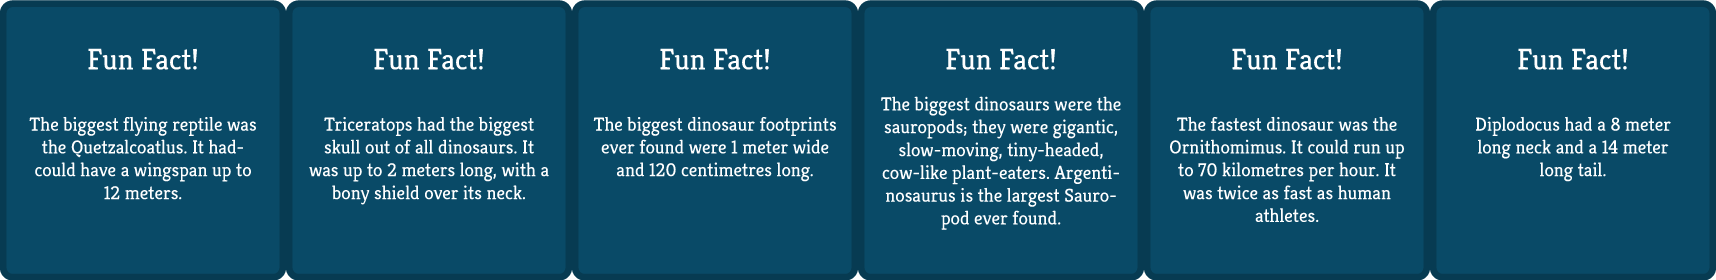 Fun Fact!
The biggest flying reptile was
the Quetzalcoatlus. It had-
could have a wingspan up to
12 meters.
Fun Fact!
Triceratops had the biggest
skull out of all dinosaurs. It
was up to 2 meters long, with a
bony shield over its neck.
Fun Fact!
The biggest dinosaur footprints
ever found were 1 meter wide
and 120 centimetres long.
Fun Fact!
The biggest dinosaurs were the
sauropods; they were gigantic,
slow-moving, tiny-headed,
cow-like plant-eaters. Argenti-
nosaurus is the largest Sauro-
pod ever found.
Fun Fact!
The fastest dinosaur was the
Ornithomimus. It could run up
to 70 kilometres per hour. It
was twice as fast as human
athletes.
Fun Fact!
Diplodocus had a 8 meter
long neck and a 14 meter
long tail.